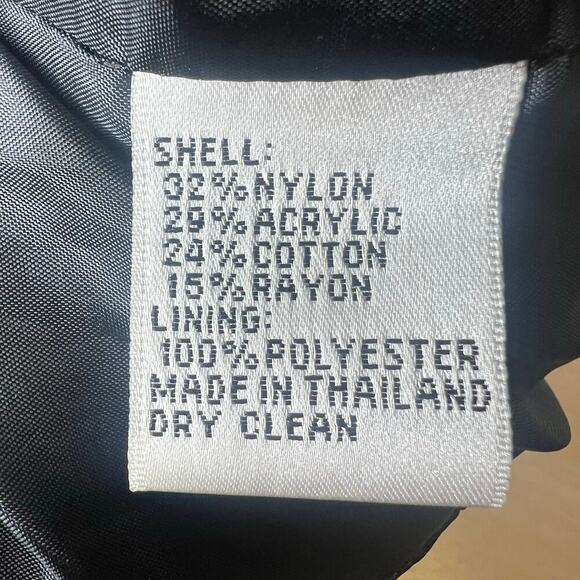 SHELL:
32% NYLON
29% ACRYLIC
24% COTTON
15% RAYON
LINING:
100% POLYESTER
MADE IN THAILAND
DRY CLEAN